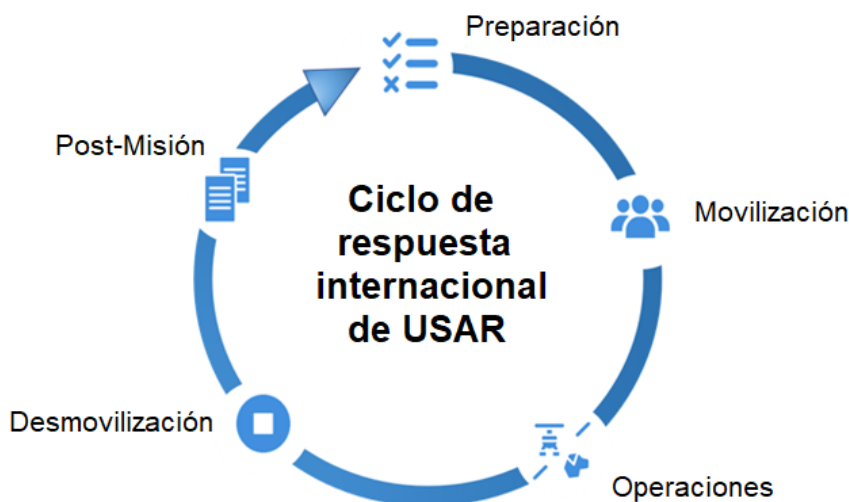 Preparación
Post-Misión
Movilización
Ciclo de
respuesta
internacional
de USAR
Desmovilización
Operaciones